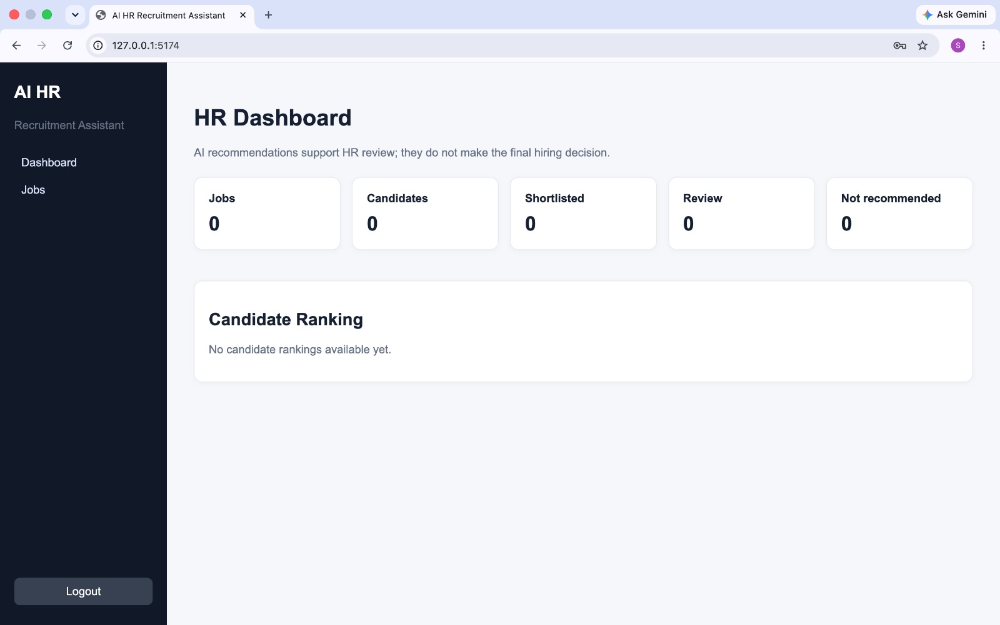 AI HR Recruitment Assistant
Ask Gemini
127.0.0.1:5174
S
AI HR
Recruitment Assistant
Dashboard
Jobs
Logout
HR Dashboard
AI recommendations support HR review; they do not make the final hiring decision.
Jobs
0
Candidates
0
Shortlisted
0
Review
0
Not recommended
0
Candidate Ranking
No candidate rankings available yet.